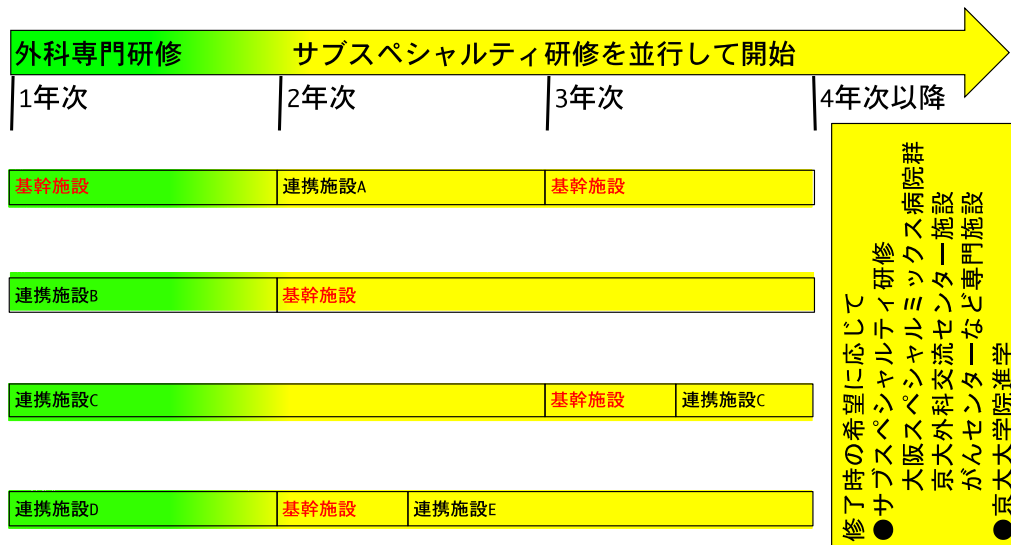 外科専門研修 サブスペシャルティ研修を並行して開始
1年次 2年次 3年次 4年次以降
基幹施設 連携施設A 基幹施設
連携施設B 基幹施設
連携施設C 基幹施設 連携施設C
連携施設D 基幹施設 連携施設E
修了時の希望に応じて
●サブスペシャルティ研修
大阪スペシャルミックス病院群
京大外科交流センター施設
がんセンターなど専門施設
●京大大学院進学